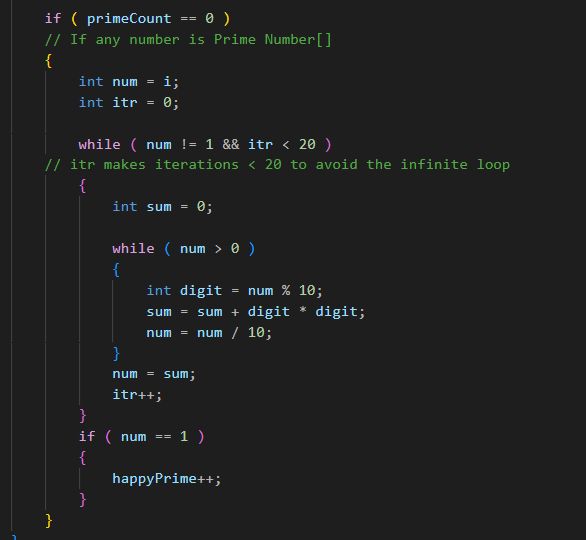 if ( primeCount == 0 )
// If any number is Prime Number[]
{
int num = i;
int itr = 0;
while ( num != 1 && itr < 20 )
// itr makes iterations < 20 to avoid the infinite loop
{
int sum = 0;
while ( num > 0 )
{
int digit = num % 10;
sum = sum + digit * digit;
num = num / 10;
}
num = sum;
itr++;
}
if ( num == 1 )
{
happyPrime++;
}
}